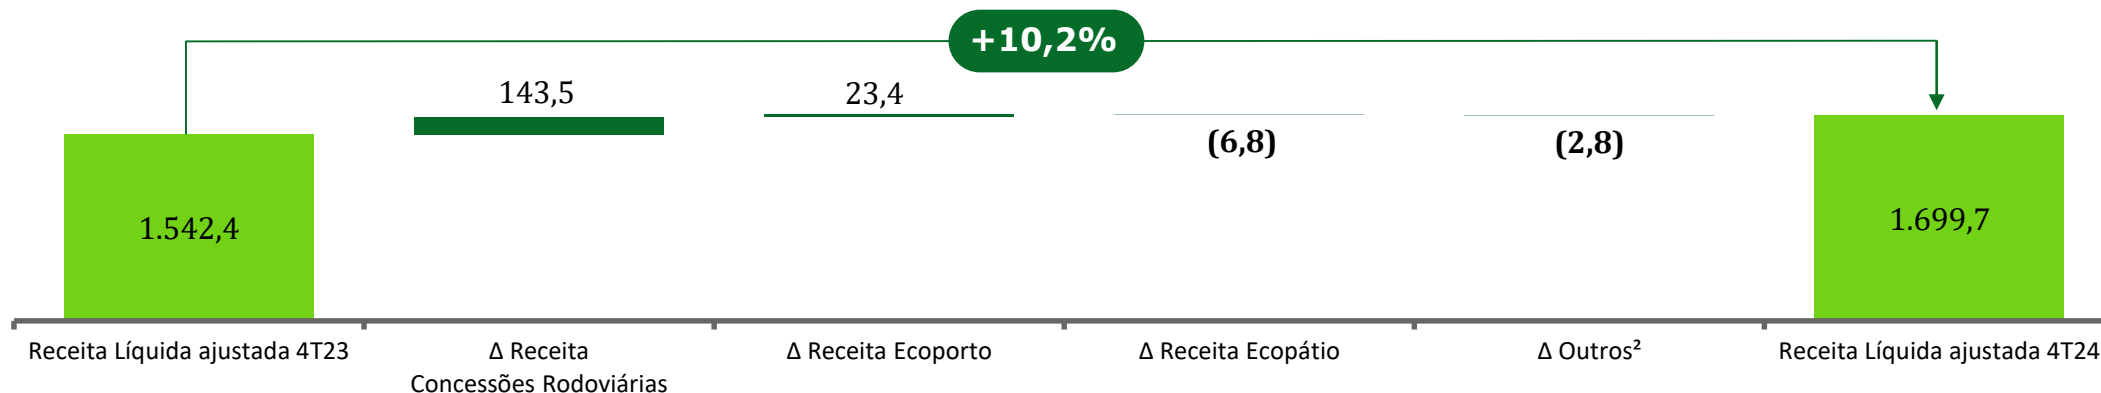 +10,2%
143,5
23,4
(6,8)
(2,8)
1.542,4
1.699,7
Receita Líquida ajustada 4T23
Δ Receita
Concessões Rodoviárias
Δ Receita Ecoporto
Δ Receita Ecopátio
Δ Outros²
Receita Líquida ajustada 4T24